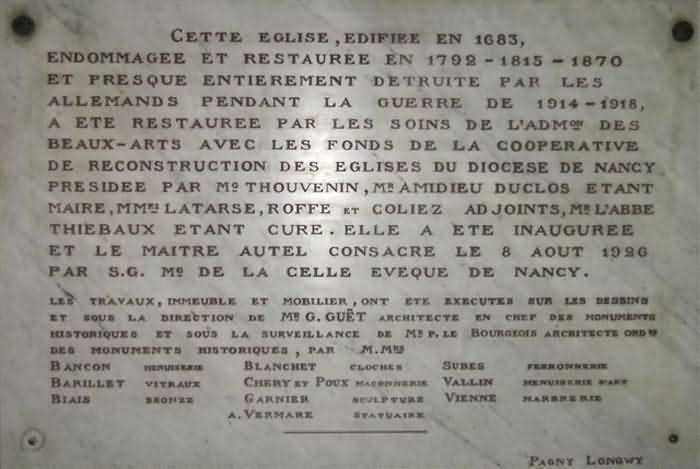 CETTE EGLISE, EDIFIEE EN 1683,
ENDOMMAGEE ET RESTAUREE EN 1792-1815-1870
ET PRESQUE ENTIEREMENT DETRUITE PAR LES
ALLEMANDS PENDANT LA GUERRE DE 1914-1918,
A ETE RESTAUREE PAR LES SOINS DE L'ADMON DES
BEAUX-ARTS AVEC LES FONDS DE LA COOPERATIVE
DE RECONSTRUCTION DES EGLISES DU DIOCESE DE NANCY
PRESIDEE PAR MR THOUVENIN, MR AMIDIEU DUCLOS ETANT
MAIRE, MMRS LATARSE, ROFFE ET COLIEZ ADJOINTS, MR L'ABBE
THIEBAUX ETANT CURE. ELLE A ETE INAUGUREE
ET LE MAITRE AUTEL CONSACRE LE 8 AOUT 1926
PAR S.G. MR DE LA CELLE EVEQUE DE NANCY.
LES TRAVAUX, IMMEUBLE ET MOBILIER, ONT ETE EXECUTES SUR LES DESSINS
ET SOUS LA DIRECTION DE MR G. GUËT ARCHITECTE EN CHEF DES MONUMENTS
HISTORIQUES ET SOUS LA SURVEILLANCE DE MR P. LE BOURGEOIS ARCHITECTE ORDRE
DES MONUMENTS HISTORIQUES, PAR M.MRS
BANCON MENUISERIE BLANCHET CLOCHES SUBES FERRONNERIE
BARILLET VITRAUX CHERY ET POUX MACONNERIE VALLIN MENUISERIE D'ART
BIAIS BRONZE GARNIER SCULPTURE VIENNE MARBRERIE
A. VERMARE STATUAIRE
PAGNY LONGWY